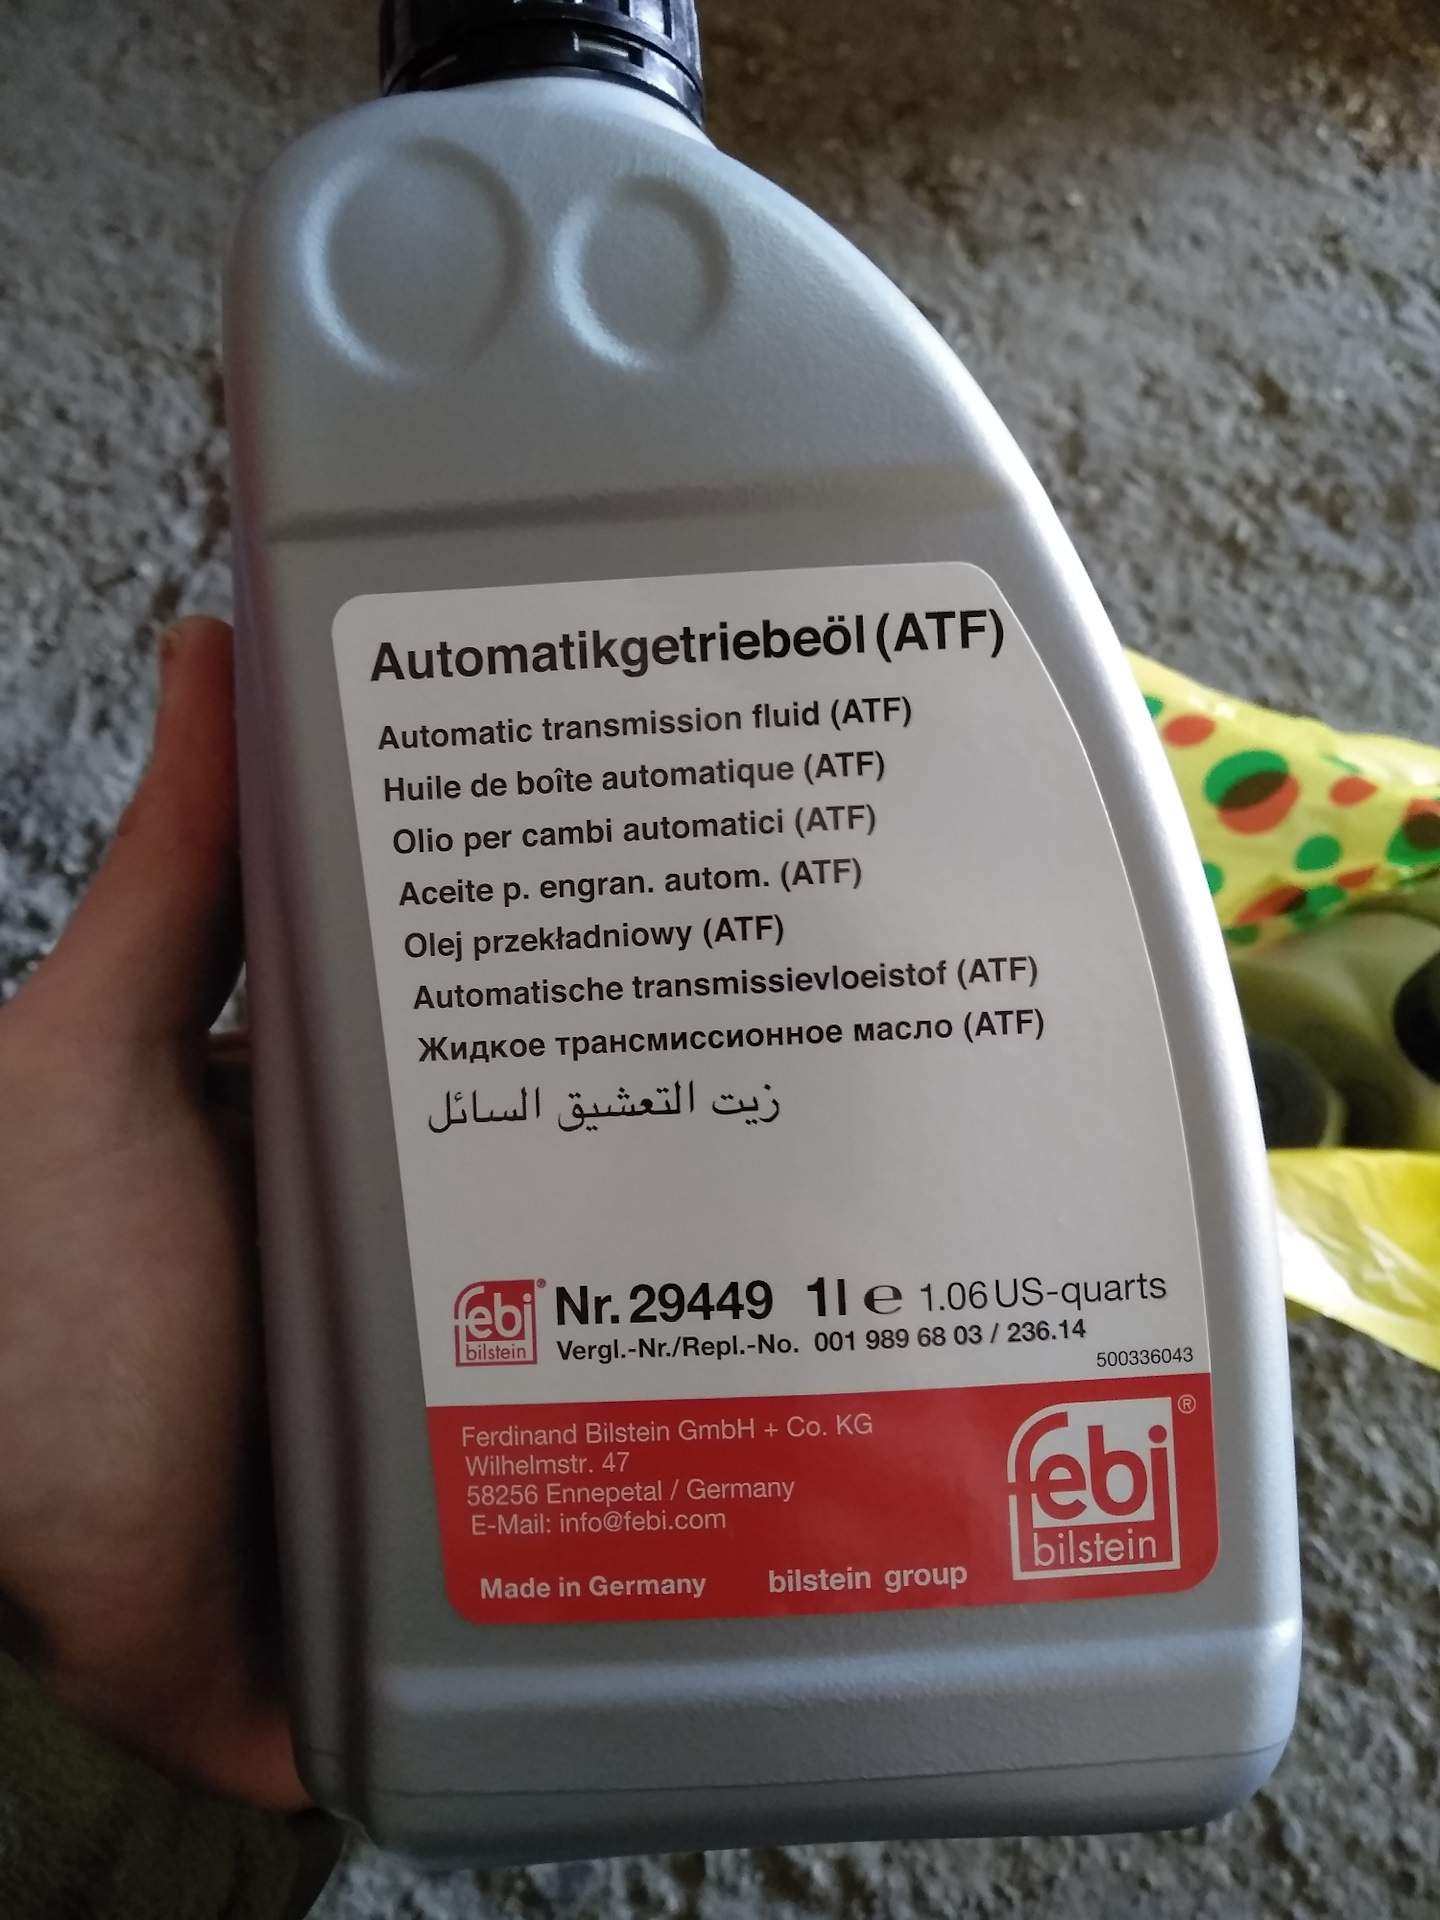 Automatikgetriebeöl (ATF)
Automatic transmission fluid (ATF)
Huile de boîte automatique (ATF)
Olio per cambi automatici (ATF)
Aceite p. engran. autom. (ATF)
Olej przekładniowy (ATF)
Automatische transmissievloeistof (ATF)
Жидкое трансмиссионное масло (ATF)
زيت التعشيق السائل
febi® bilstein Nr. 29449 1l ℮ 1.06 US-quarts
Vergl.-Nr./Repl.-No. 001 989 68 03 / 236.14
500336043
Ferdinand Bilstein GmbH + Co. KG
Wilhelmstr. 47
58256 Ennepetal / Germany
E-Mail: info@febi.com
Made in Germany bilstein group
febi®
bilstein